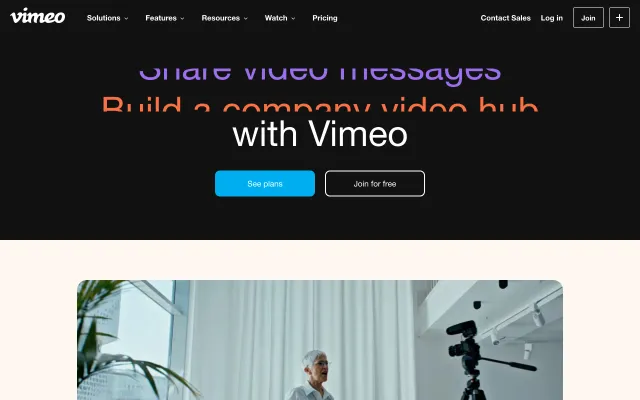 vimeo Solutions Features Resources Watch Pricing Contact Sales Log in Join +
Share video messages
Build a company video hub
with Vimeo
See plans Join for free